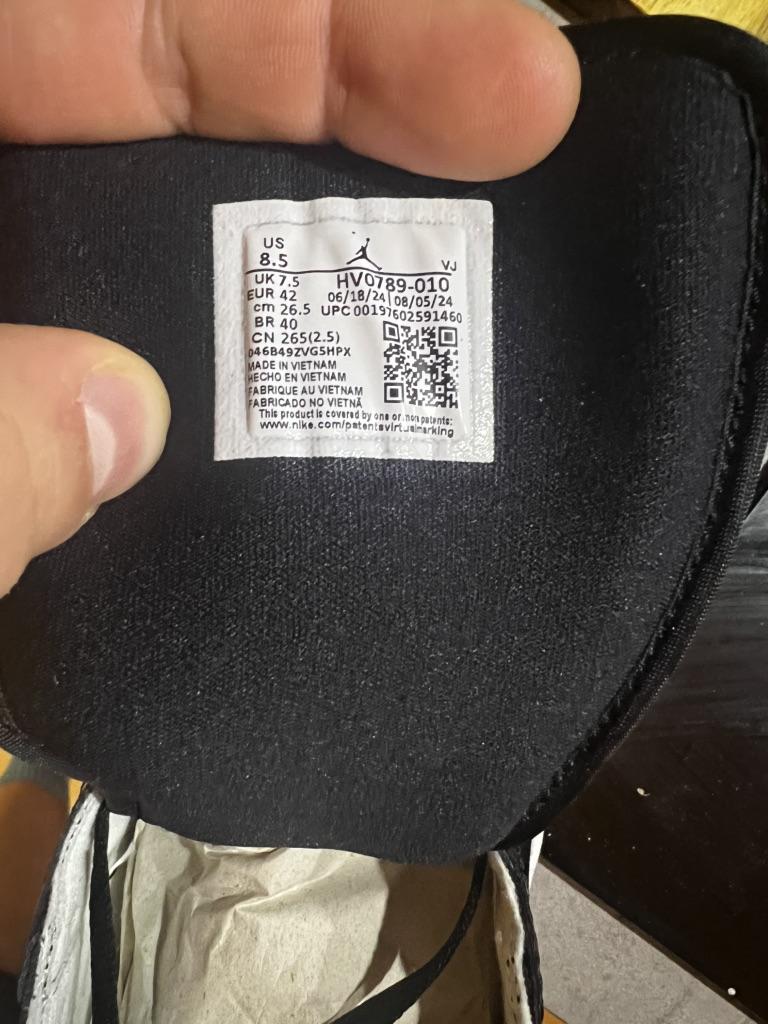 US
8.5
VJ
UK 7.5 HV0789-010
EUR 42 06/18/24 08/05/24
cm 26.5 UPC 00197602591460
BR 40
CN 265(2.5)
046B49ZVG5HPX
MADE IN VIETNAM
HECHO EN VIETNAM
FABRIQUE AU VIETNAM
FABRICADO NO VIETNÃ
This product is covered by one or mon patents:
www.nike.com/patentsvirtualmarking